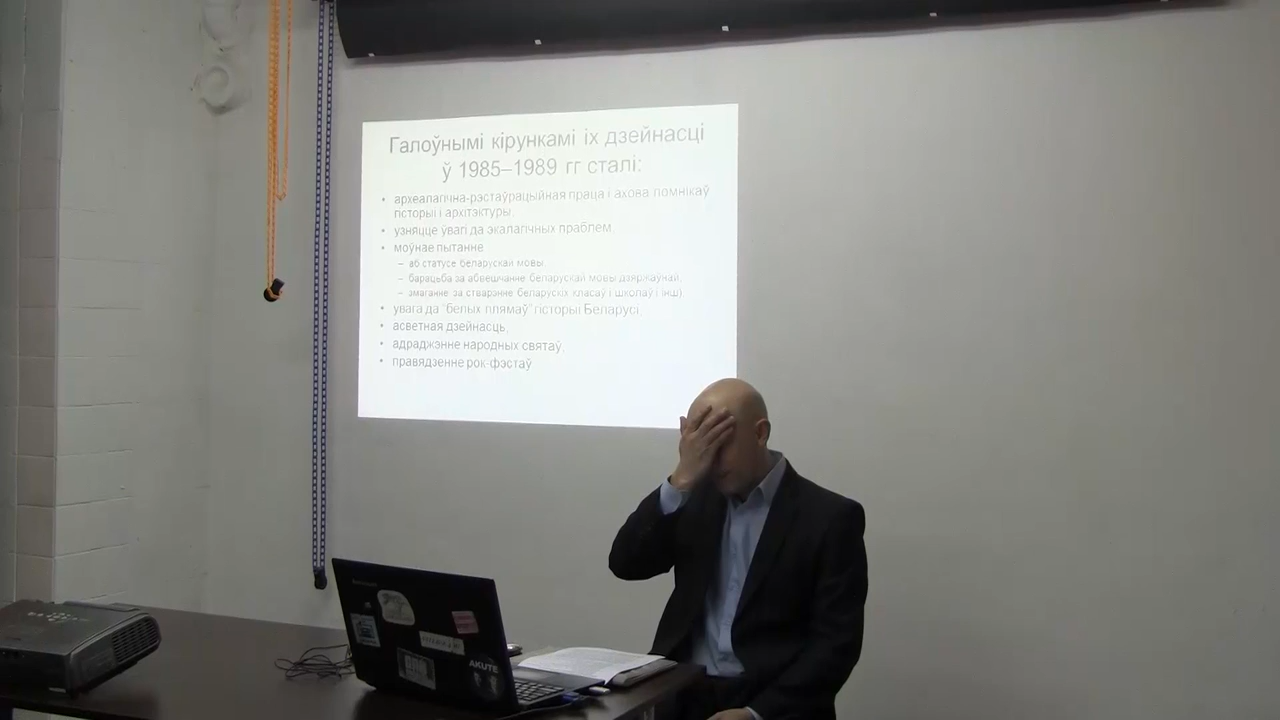 Галоўнымі кірункамі іх дзейнасці
ў 1985–1989 гг сталі:
• археалагічна-рэстаўрацыйная праца і ахова помнікаў
гісторыі і архітэктуры,
• узняцце ўвагі да экалагічных праблем
• моўнае пытанне
– аб статусе беларускай мовы,
– барацьба за абвешчанне беларускай мовы дзяржаўнай,
– змаганне за стварэнне беларускіх класаў і школаў і інш),
• увага да "белых плямаў" гісторыі Беларусі,
• асветная дзейнасць,
• адраджэнне народных святаў,
• правядзенне рок-фэстаў
AKUTE